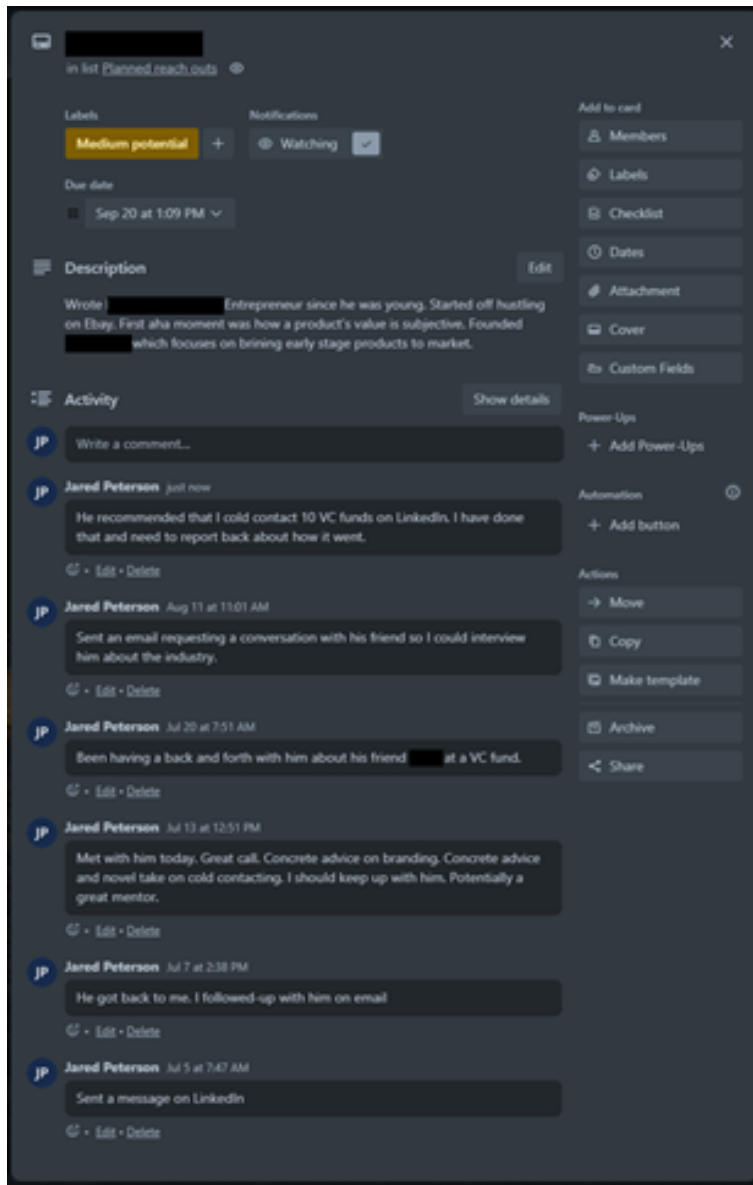 in list Planned reach outs
Labels
Notifications
Medium potential
+
Watching
Due date
Sep 20 at 1:09 PM
Description
Edit
Wrote Entrepreneur since he was young. Started off hustling
on Ebay. First aha moment was how a product's value is subjective. Founded
which focuses on brining early stage products to market.
Activity
Show details
JP
Write a comment...
JP
Jared Peterson just now
He recommended that I cold contact 10 VC funds on LinkedIn. I have done
that and need to report back about how it went.
• Edit • Delete
JP
Jared Peterson Aug 11 at 11:01 AM
Sent an email requesting a conversation with his friend so I could interview
him about the industry.
• Edit • Delete
JP
Jared Peterson Jul 20 at 7:51 AM
Been having a back and forth with him about his friend at a VC fund.
• Edit • Delete
JP
Jared Peterson Jul 13 at 12:51 PM
Met with him today. Great call. Concrete advice on branding. Concrete advice
and novel take on cold contacting. I should keep up with him. Potentially a
great mentor.
• Edit • Delete
JP
Jared Peterson Jul 7 at 2:38 PM
He got back to me. I followed-up with him on email
• Edit • Delete
JP
Jared Peterson Jul 5 at 7:47 AM
Sent a message on LinkedIn
• Edit • Delete
Add to card
Members
Labels
Checklist
Dates
Attachment
Cover
Custom Fields
Power-Ups
+ Add Power-Ups
Automation
+ Add button
Actions
Move
Copy
Make template
Archive
Share